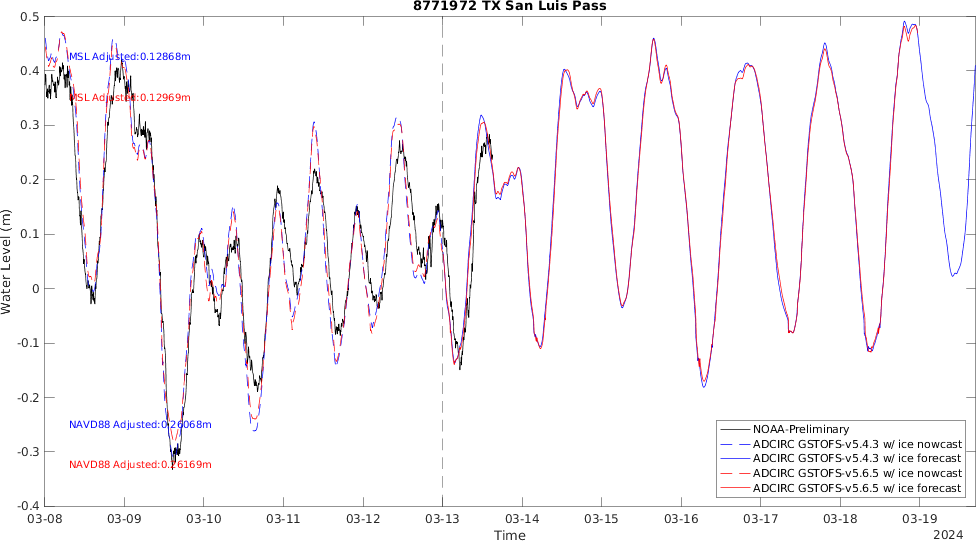 8771972 TX San Luis Pass
0.5
0.4
0.3
0.2
0.1
0
-0.1
-0.2
-0.3
-0.4
Water Level (m)
MSL Adjusted:0.12868m
MSL Adjusted:0.12969m
NAVD88 Adjusted:0.26068m
NAVD88 Adjusted:0.26169m
NOAA-Preliminary
ADCIRC GSTOFS-v5.4.3 w/ ice nowcast
ADCIRC GSTOFS-v5.4.3 w/ ice forecast
ADCIRC GSTOFS-v5.6.5 w/ ice nowcast
ADCIRC GSTOFS-v5.6.5 w/ ice forecast
03-08 03-09 03-10 03-11 03-12 03-13 03-14 03-15 03-16 03-17 03-18 03-19
Time
2024